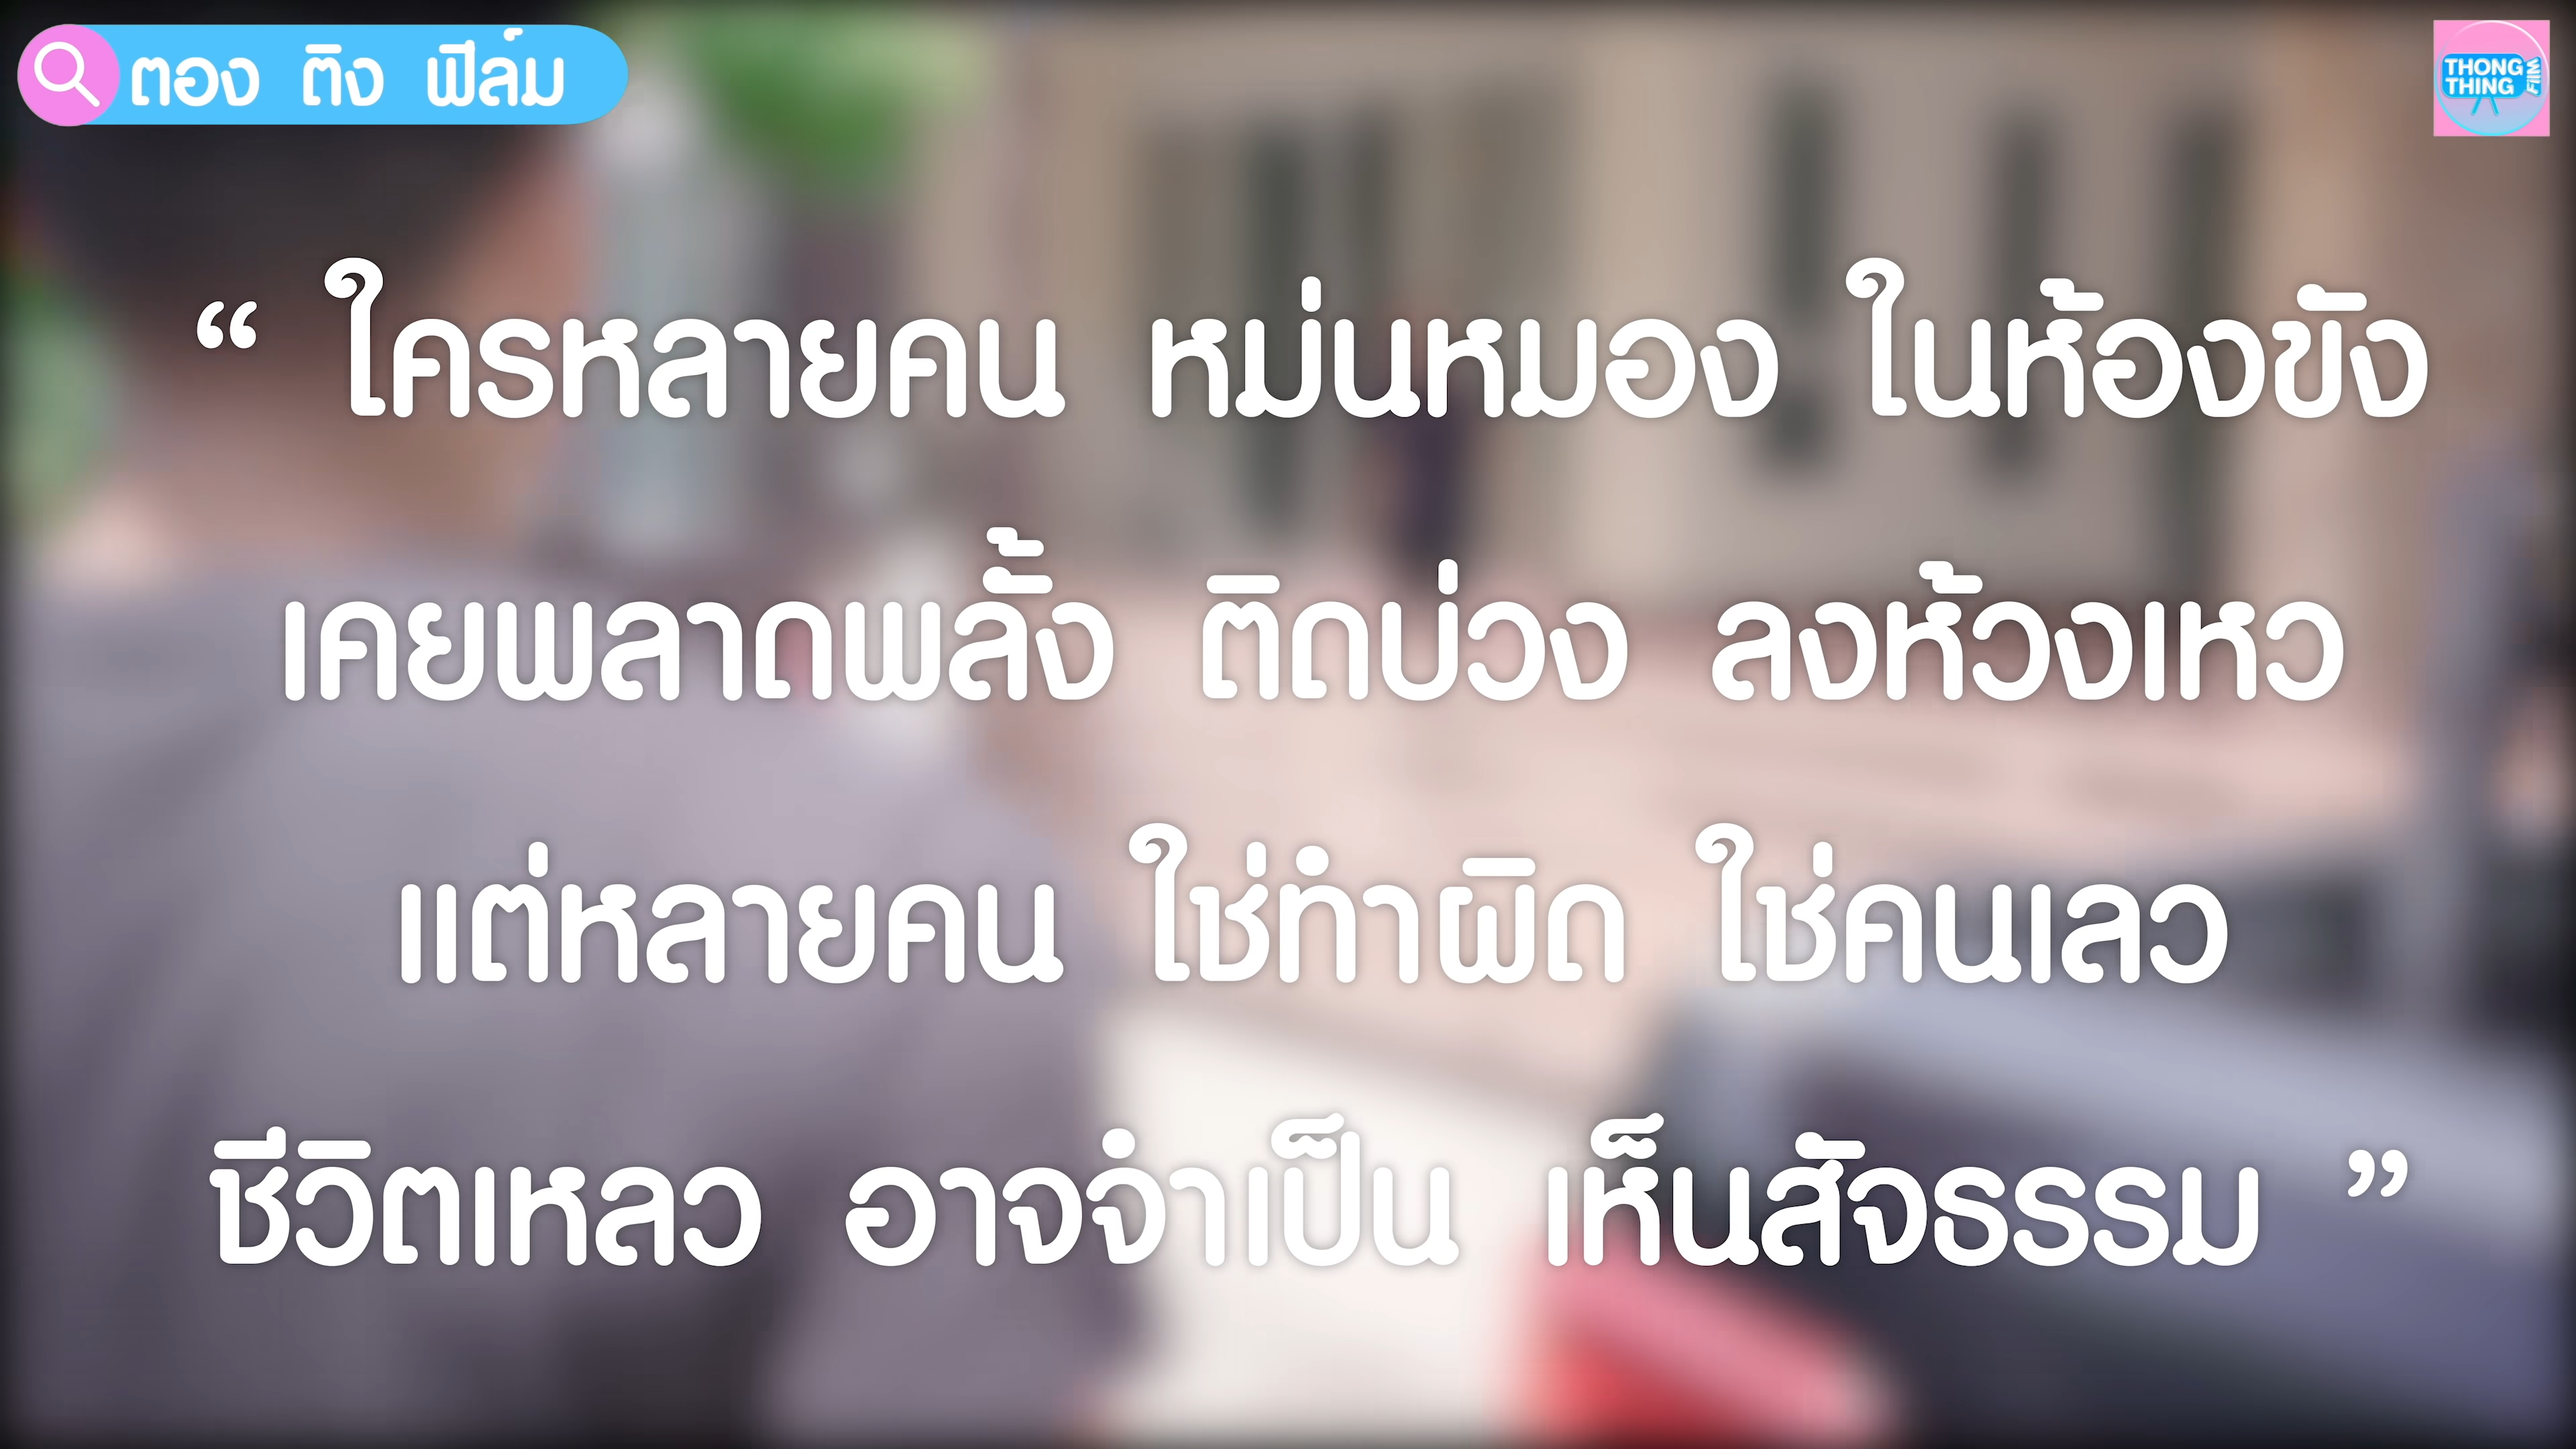 ตอง ติง ฟิล์ม
THONG
THING
FilM
“ ใครหลายคน หม่นหมอง ในห้องขัง
เคยพลาดพลั้ง ติดบ่วง ลงห้วงเหว
แต่หลายคน ใช่ทำผิด ใช่คนเลว
ชีวิตเหลว อาจจำเป็น เห็นสัจธรรม ”